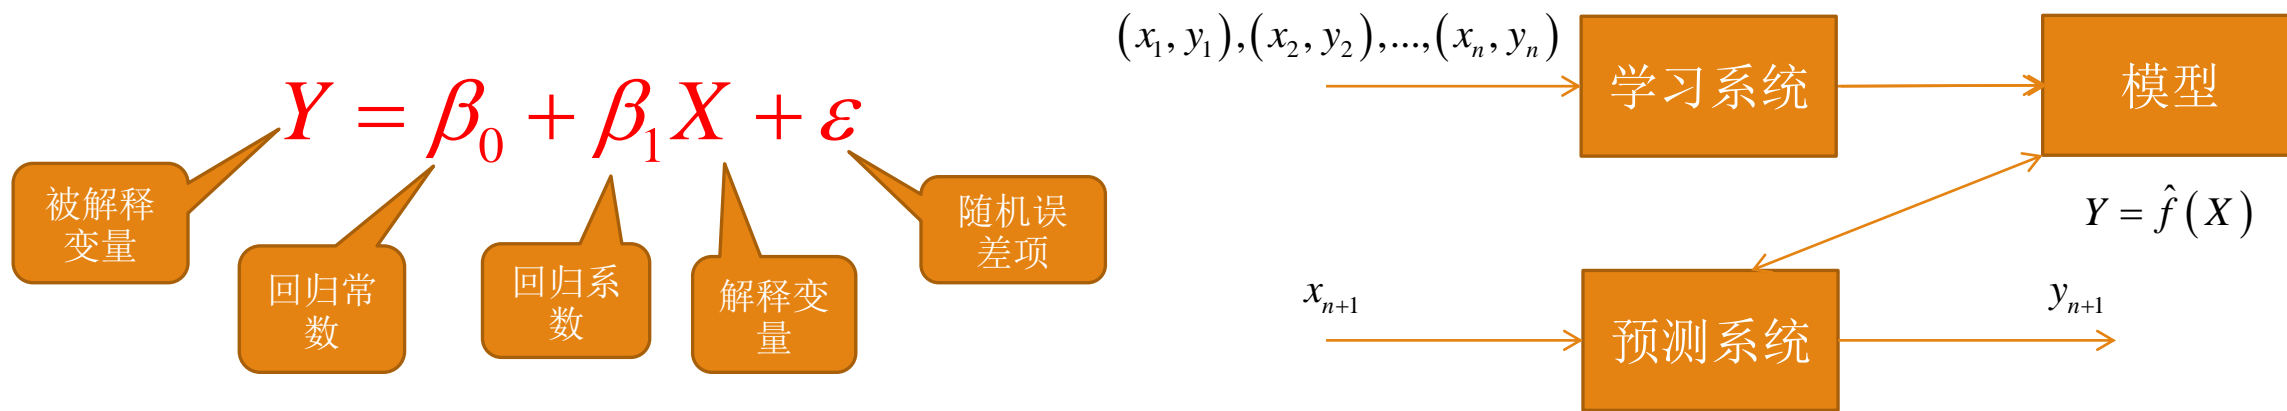 Y = β₀ + β₁X + ε
被解释
变量
回归常
数
回归系
数
解释变
量
随机误
差项
(x₁, y₁),(x₂, y₂),...,(xₙ, yₙ)
学习系统
模型
Y = f̂(X)
xₙ₊₁
预测系统
yₙ₊₁